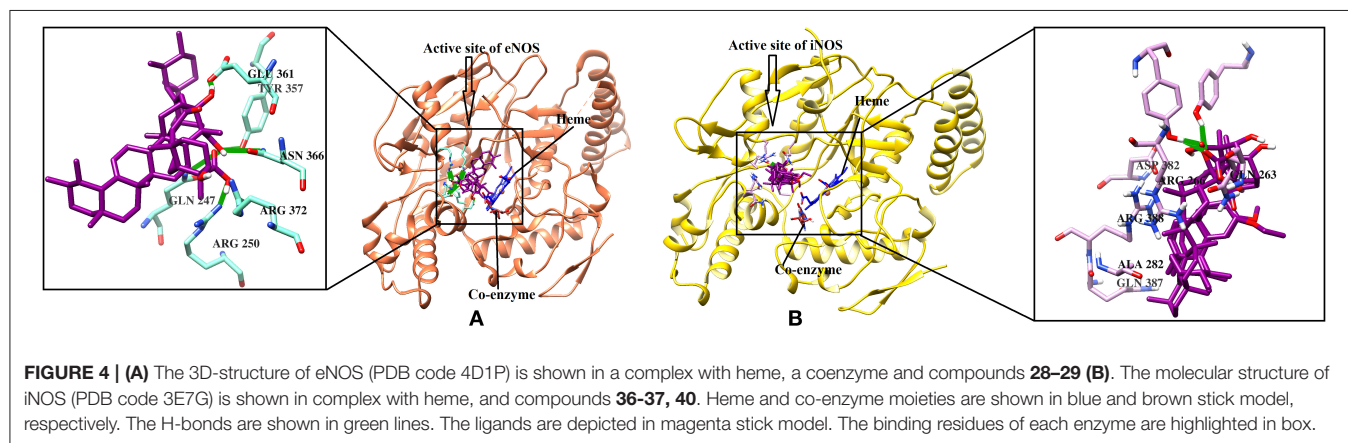 Active site of eNOS
Active site of iNOS
GLU 361
TYR 357
Heme
Heme
ASN 366
ASP 382
GLN 263
ARG 260
GLN 247
ARG 372
ARG 388
ARG 250
ALA 282
GLN 387
Co-enzyme
Co-enzyme
A
B
FIGURE 4 | (A) The 3D-structure of eNOS (PDB code 4D1P) is shown in a complex with heme, a coenzyme and compounds 28–29 (B). The molecular structure of
iNOS (PDB code 3E7G) is shown in complex with heme, and compounds 36-37, 40. Heme and co-enzyme moieties are shown in blue and brown stick model,
respectively. The H-bonds are shown in green lines. The ligands are depicted in magenta stick model. The binding residues of each enzyme are highlighted in box.